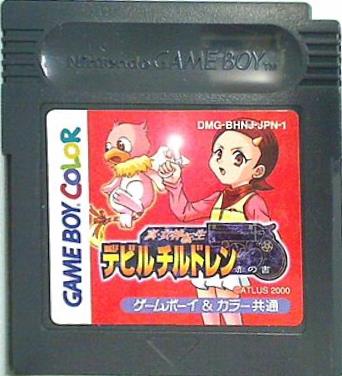 Nintendo GAME BOY™
DMG-BHNJ-JPN-1
GAME BOY COLOR
真・女神転生
デビルチルドレン
赤の書
©ATLUS 2000
ゲームボーイ&カラー共通